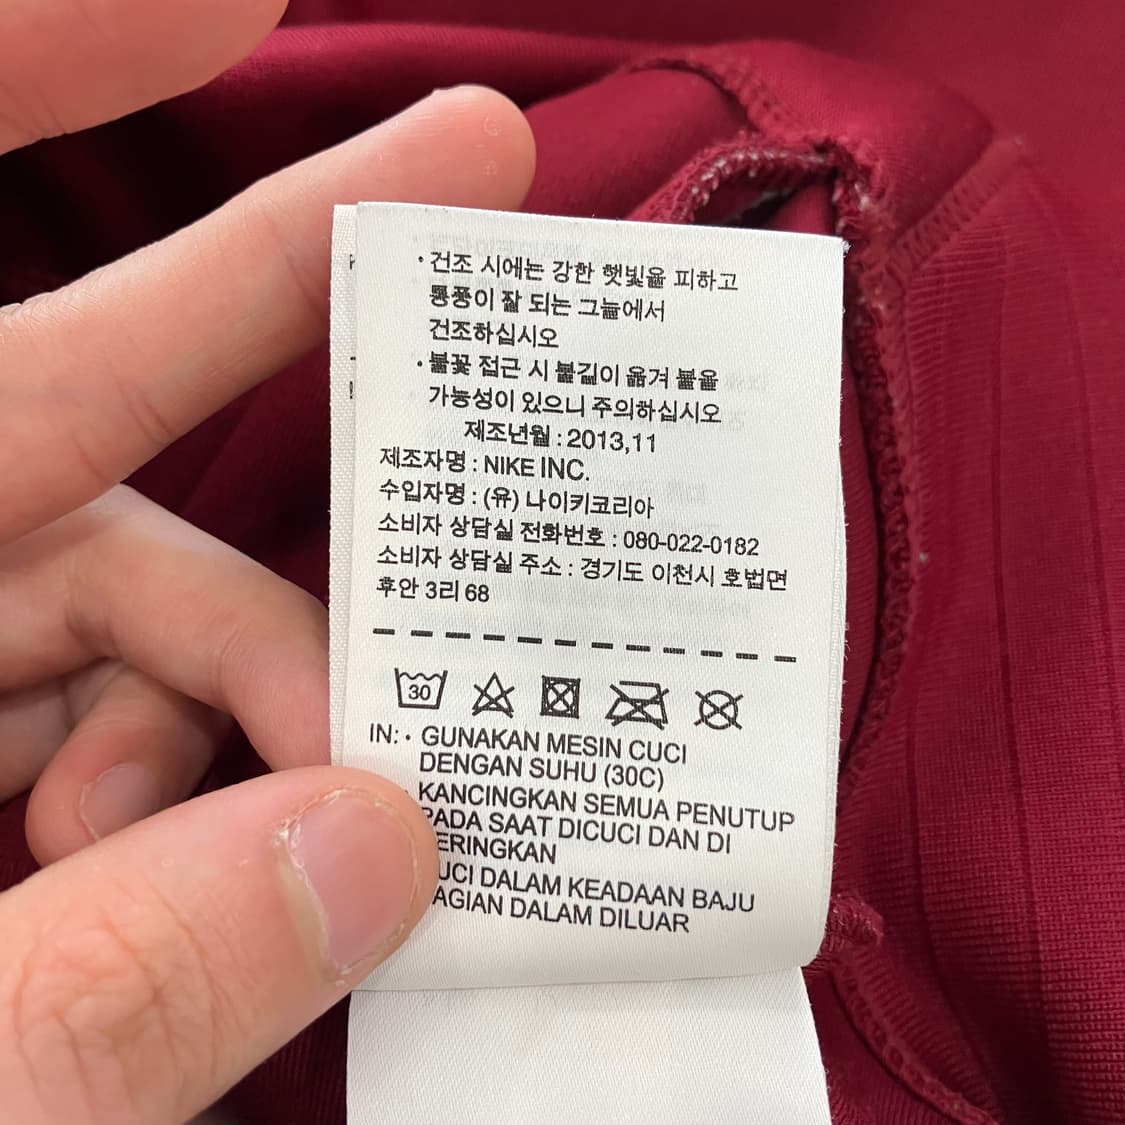 · 건조 시에는 강한 햇빛을 피하고
통풍이 잘 되는 그늘에서
건조하십시오
· 불꽃 접근 시 불길이 옮겨 붙을
가능성이 있으니 주의하십시오
제조년월 : 2013,11
제조자명 : NIKE INC.
수입자명 : (유) 나이키코리아
소비자 상담실 전화번호 : 080-022-0182
소비자 상담실 주소 : 경기도 이천시 호법면
후안 3리 68
30
IN: · GUNAKAN MESIN CUCI
DENGAN SUHU (30C)
KANCINGKAN SEMUA PENUTUP
PADA SAAT DICUCI DAN DI
ERINGKAN
UCI DALAM KEADAAN BAJU
AGIAN DALAM DILUAR